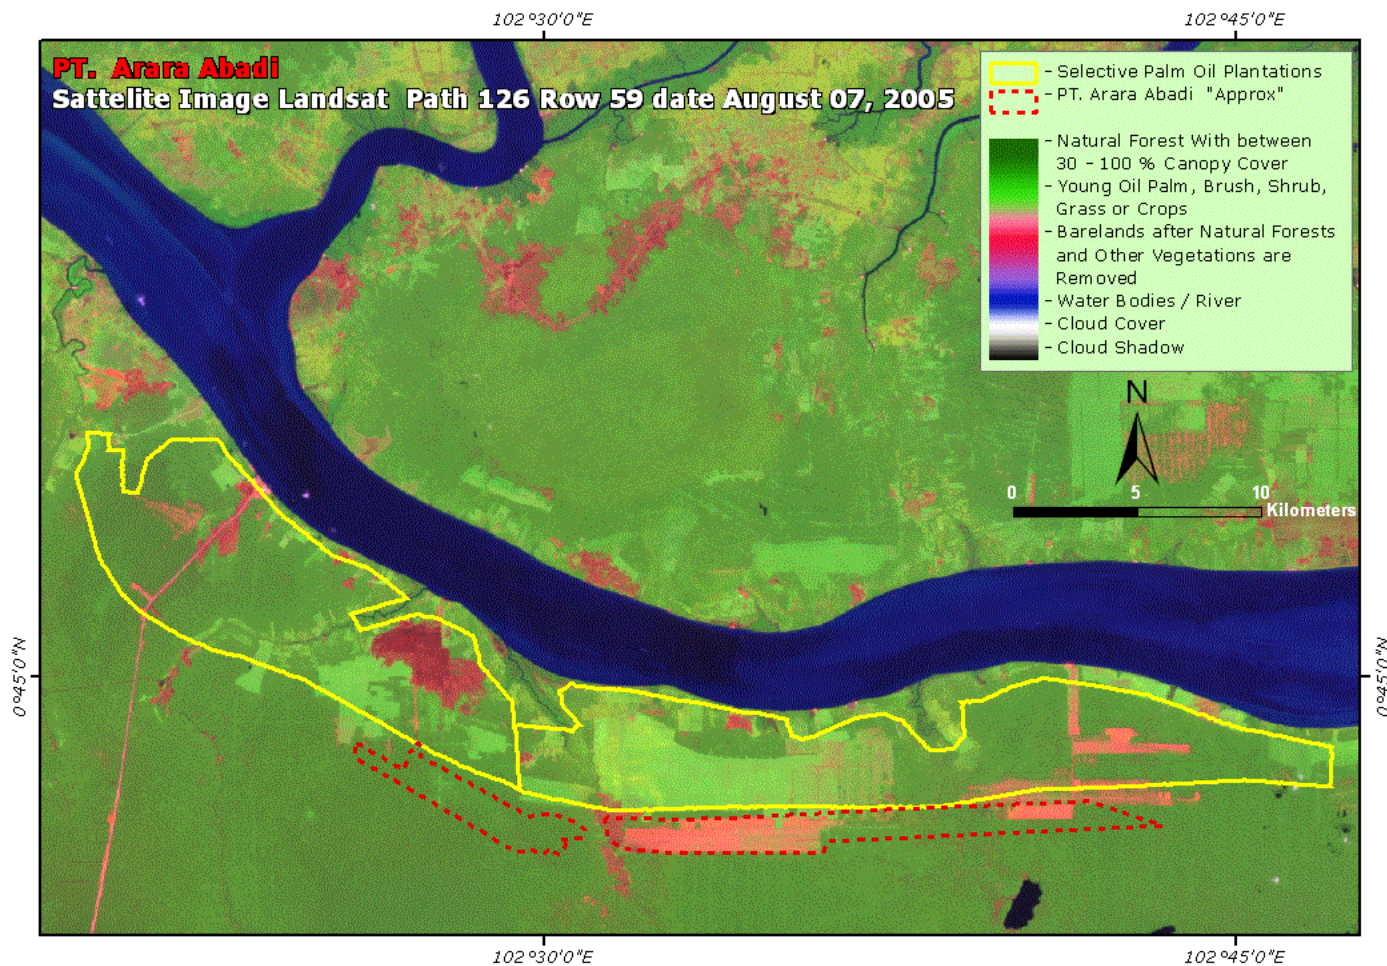 102°30'0"E
102°45'0"E
PT. Arara Abadi
Sattelite Image Landsat Path 126 Row 59 date August 07, 2005
- Selective Palm Oil Plantations
- PT. Arara Abadi "Approx"
- Natural Forest With between
30 - 100 % Canopy Cover
- Young Oil Palm, Brush, Shrub,
Grass or Crops
- Barelands after Natural Forests
and Other Vegetations are
Removed
- Water Bodies / River
- Cloud Cover
- Cloud Shadow
N
0 5 10
Kilometers
0°45'0"N
0°45'0"N
102°30'0"E
102°45'0"E